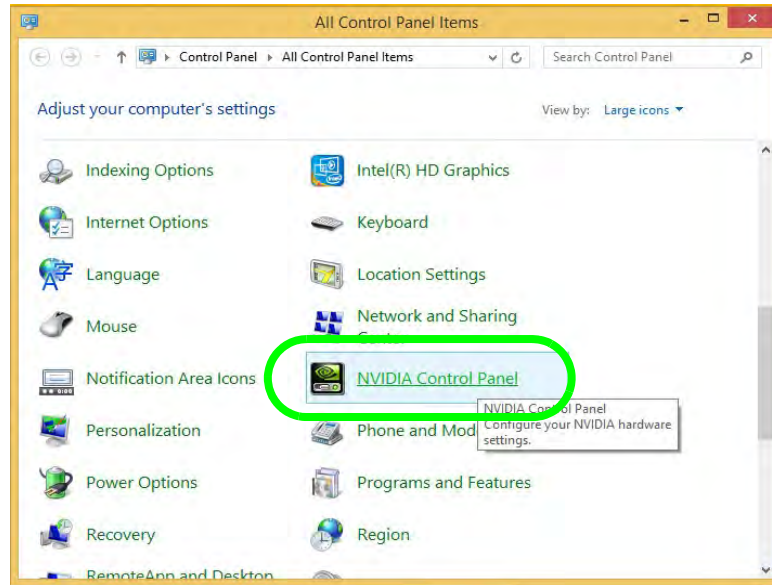 All Control Panel Items
Control Panel All Control Panel Items
Search Control Panel
Adjust your computer's settings
View by: Large icons
Indexing Options
Intel(R) HD Graphics
Internet Options
Keyboard
Language
Location Settings
Mouse
Network and Sharing
Notification Area Icons
NVIDIA Control Panel
NVIDIA Control Panel
Configure your NVIDIA hardware
settings.
Personalization
Phone and Mod
Power Options
Programs and Features
Recovery
Region
RemoteApp and Desktop